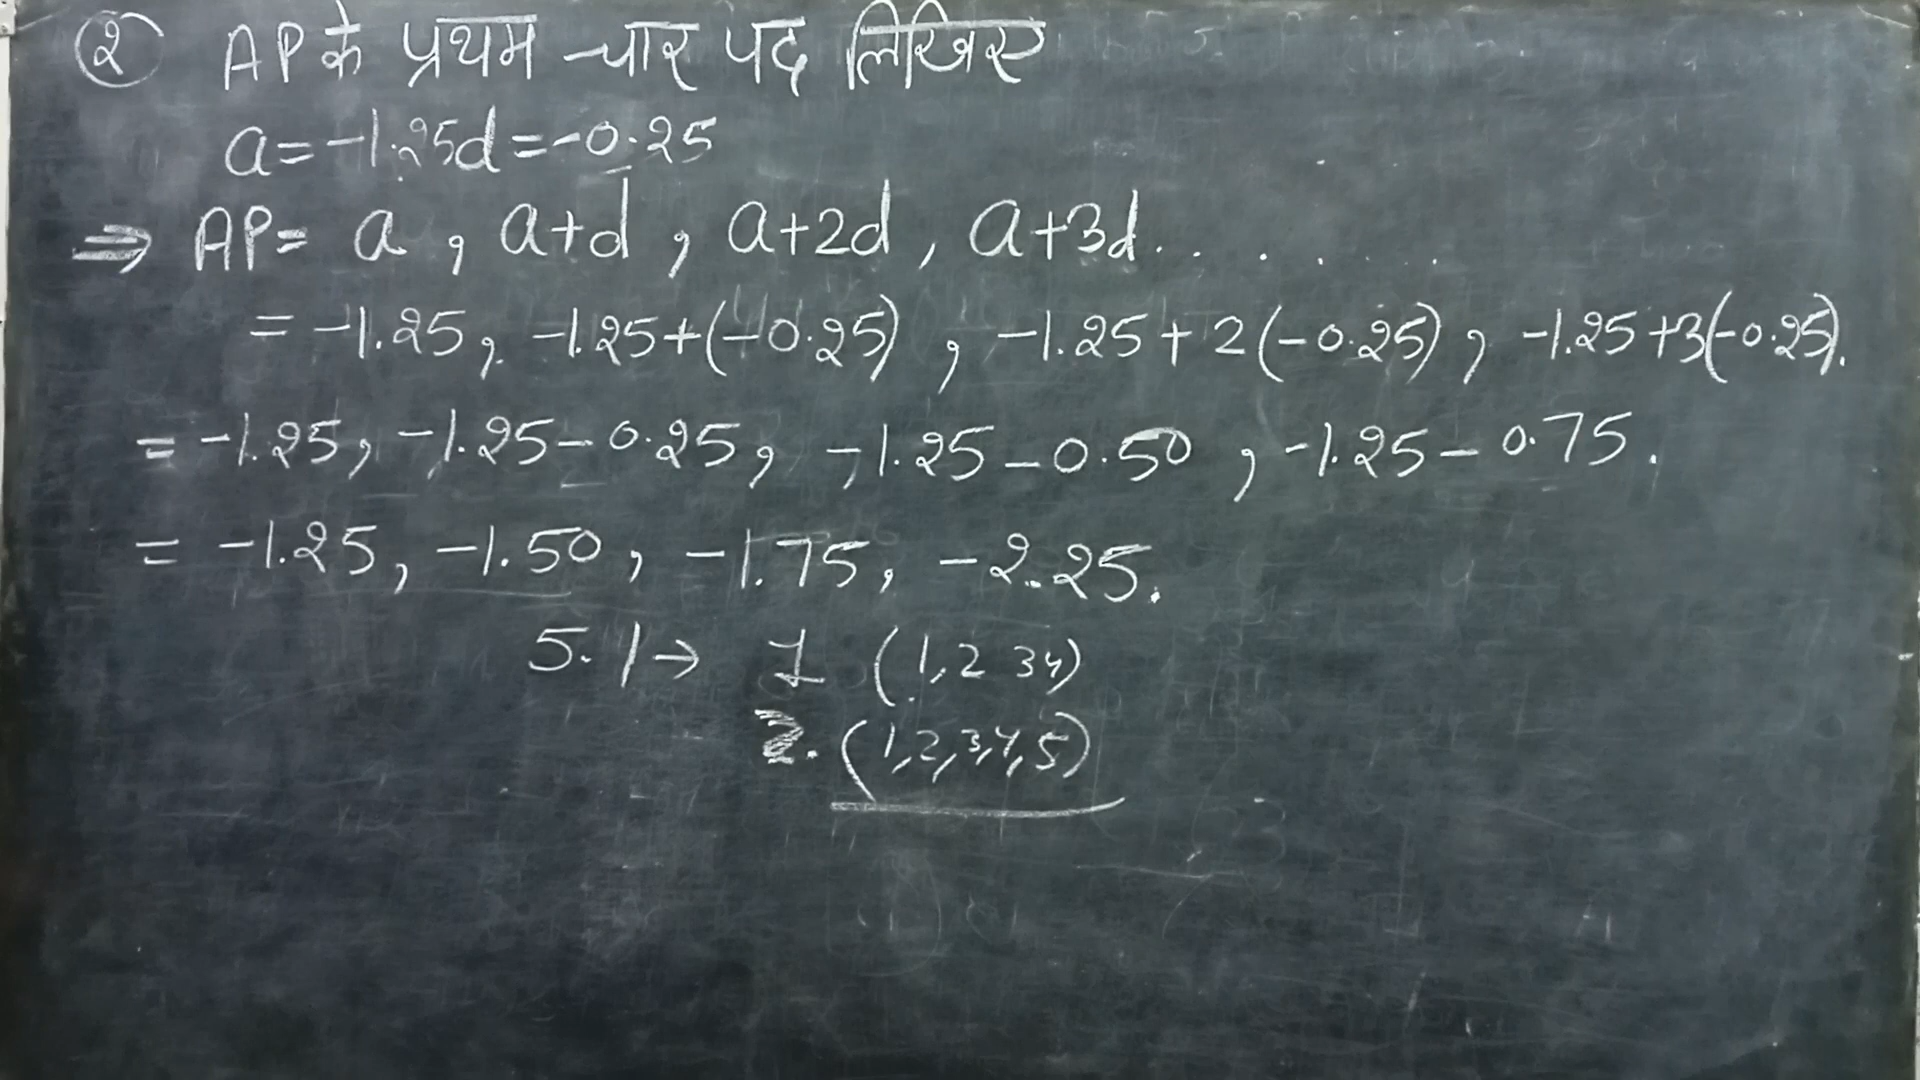 ② AP के प्रथम चार पद लिखिए
a=-1.25d=-0.25
⇒ AP= a, a+d, a+2d, a+3d.......
= -1.25, -1.25+(-0.25), -1.25+2(-0.25), -1.25+3(-0.25).
= -1.25, -1.25-0.25, -1.25-0.50, -1.25-0.75.
= -1.25, -1.50, -1.75, -2.25.
5.1→ 1 (1,2 34)
2. (1,2,3,4,5)